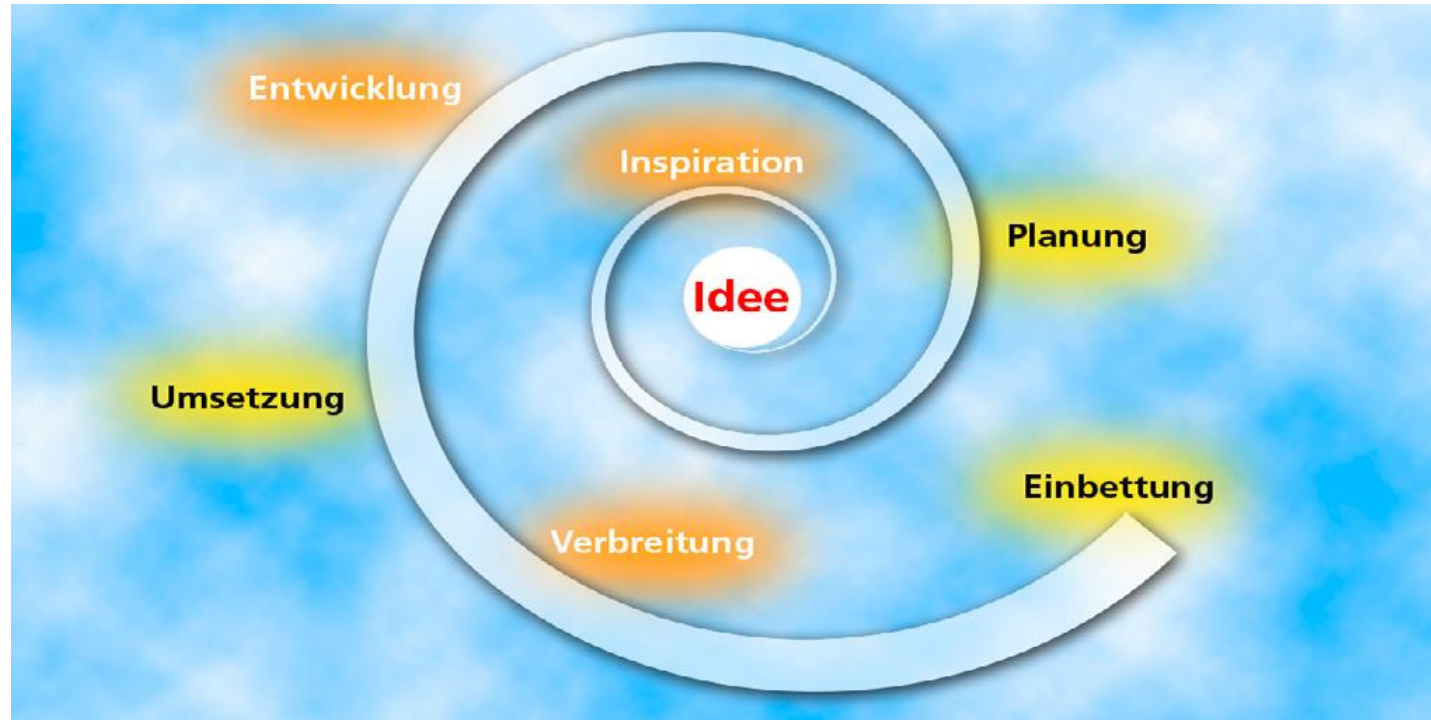 Entwicklung
Inspiration
Planung
Idee
Umsetzung
Einbettung
Verbreitung